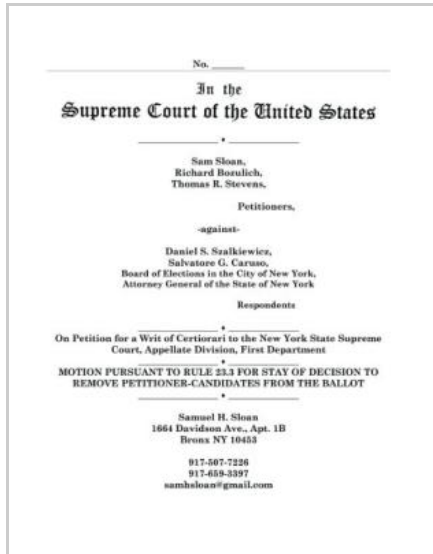 No. ______
In the
Supreme Court of the United States
Sam Sloan,
Richard Bozulich,
Thomas R. Stevens,
Petitioners,
-against-
Daniel S. Szalkiewicz,
Salvatore G. Caruso,
Board of Elections in the City of New York,
Attorney General of the State of New York
Respondents
On Petition for a Writ of Certiorari to the New York State Supreme
Court, Appellate Division, First Department
MOTION PURSUANT TO RULE 23.3 FOR STAY OF DECISION TO
REMOVE PETITIONER-CANDIDATES FROM THE BALLOT
Samuel H. Sloan
1664 Davidson Ave., Apt. 1B
Bronx NY 10453
917-507-7226
917-659-3397
samhsloan@gmail.com